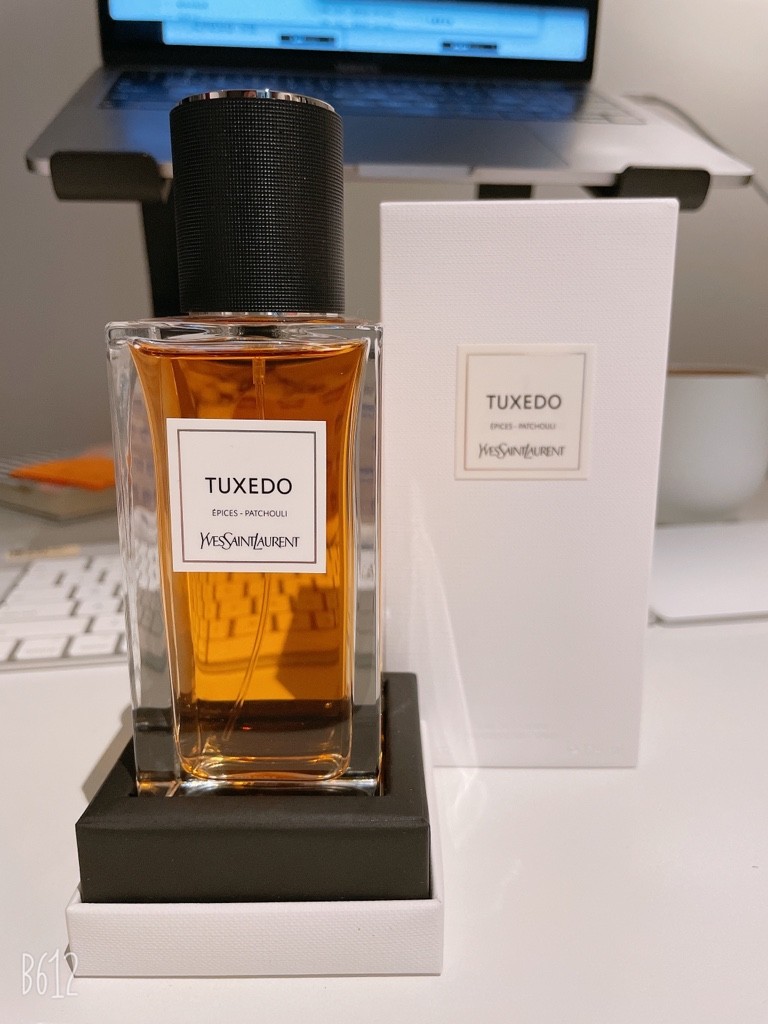 TUXEDO
ÉPICES - PATCHOULI
YVESSAINTLAURENT
TUXEDO
ÉPICES - PATCHOULI
YVESSAINTLAURENT
B612